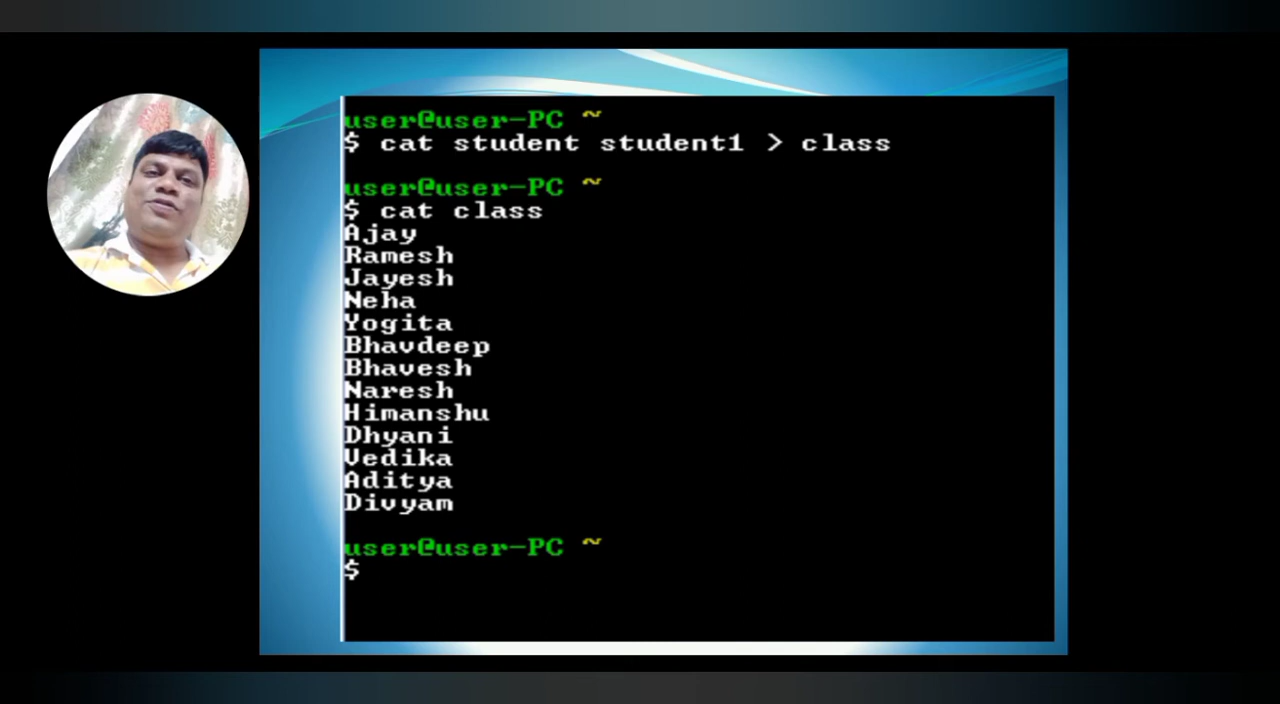 user@user-PC ~
$ cat student student1 > class
user@user-PC ~
$ cat class
Ajay
Ramesh
Jayesh
Neha
Yogita
Bhavdeep
Bhavesh
Naresh
Himanshu
Dhyani
Vedika
Aditya
Divyam
user@user-PC ~
$